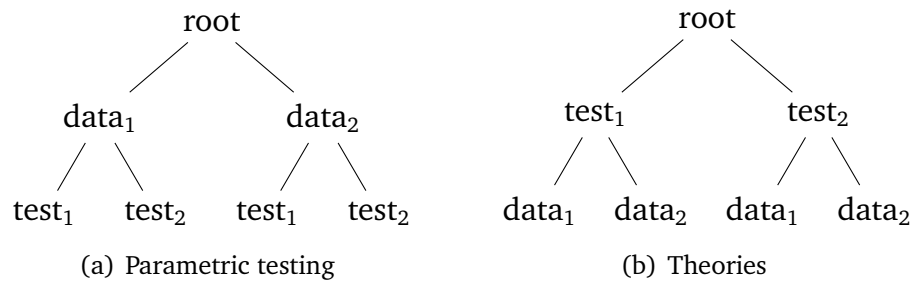 root
data₁ data₂
test₁ test₂ test₁ test₂
(a) Parametric testing
root
test₁ test₂
data₁ data₂ data₁ data₂
(b) Theories